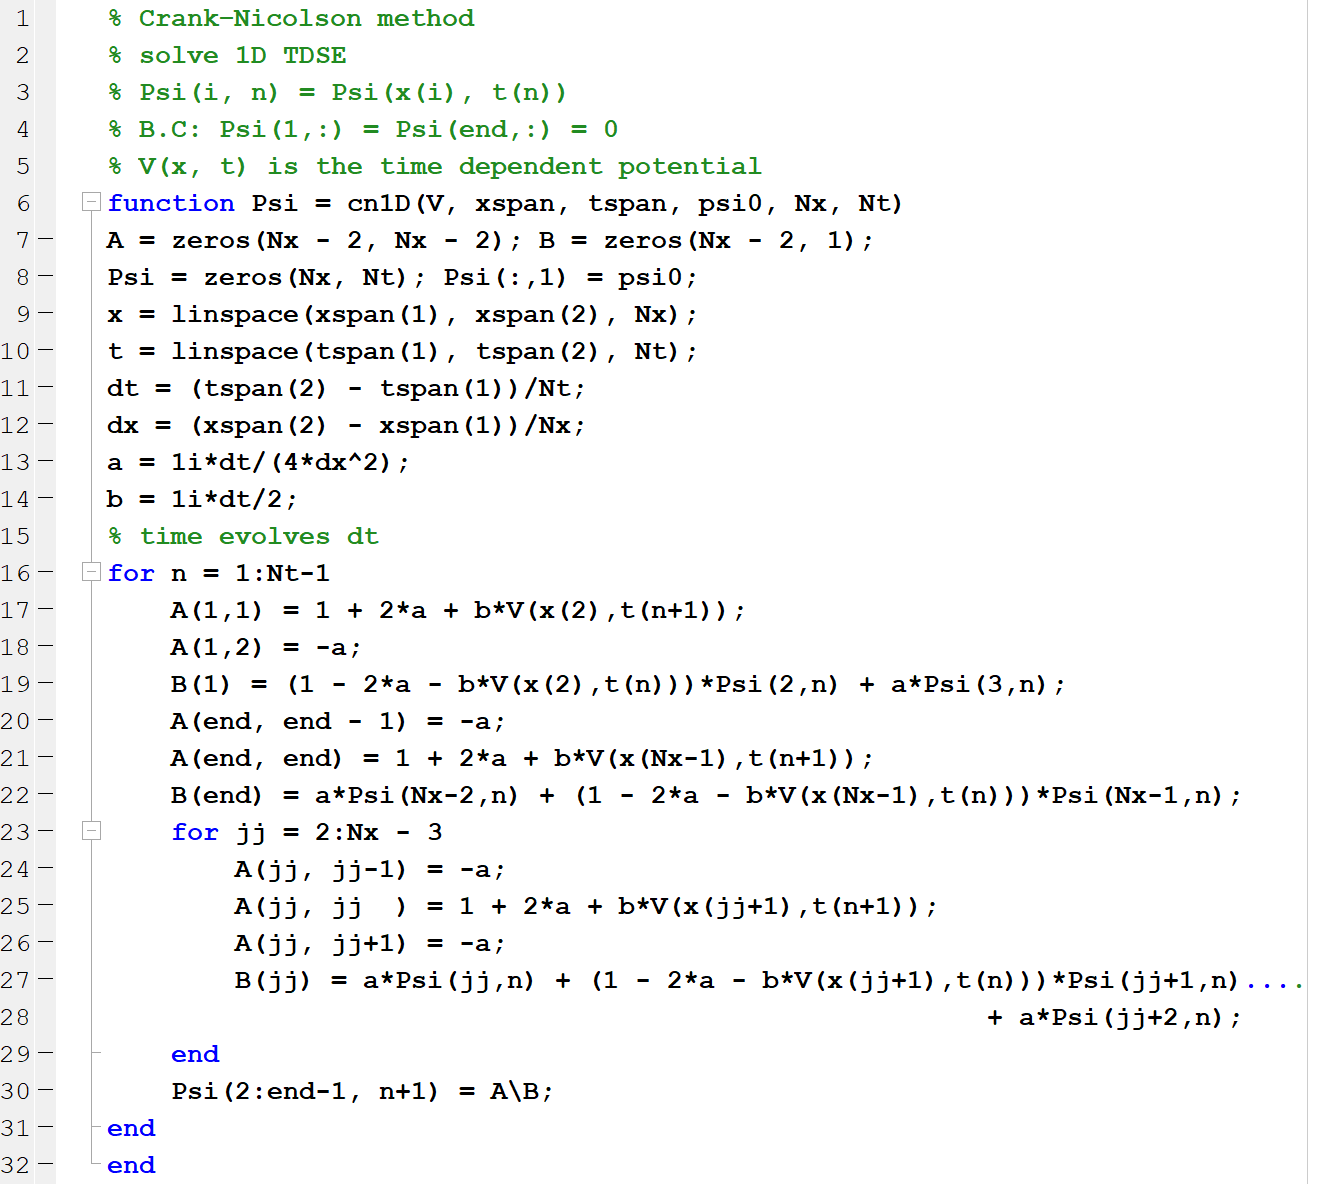 1 % Crank-Nicolson method
2 % solve 1D TDSE
3 % Psi(i, n) = Psi(x(i), t(n))
4 % B.C: Psi(1,:) = Psi(end,:) = 0
5 % V(x, t) is the time dependent potential
6 function Psi = cn1D(V, xspan, tspan, psi0, Nx, Nt)
7 A = zeros(Nx - 2, Nx - 2); B = zeros(Nx - 2, 1);
8 Psi = zeros(Nx, Nt); Psi(:,1) = psi0;
9 x = linspace(xspan(1), xspan(2), Nx);
10 t = linspace(tspan(1), tspan(2), Nt);
11 dt = (tspan(2) - tspan(1))/Nt;
12 dx = (xspan(2) - xspan(1))/Nx;
13 a = 1i*dt/(4*dx^2);
14 b = 1i*dt/2;
15 % time evolves dt
16 for n = 1:Nt-1
17     A(1,1) = 1 + 2*a + b*V(x(2),t(n+1));
18     A(1,2) = -a;
19     B(1) = (1 - 2*a - b*V(x(2),t(n)))*Psi(2,n) + a*Psi(3,n);
20     A(end, end - 1) = -a;
21     A(end, end) = 1 + 2*a + b*V(x(Nx-1),t(n+1));
22     B(end) = a*Psi(Nx-2,n) + (1 - 2*a - b*V(x(Nx-1),t(n)))*Psi(Nx-1,n);
23     for jj = 2:Nx - 3
24         A(jj, jj-1) = -a;
25         A(jj, jj  ) = 1 + 2*a + b*V(x(jj+1),t(n+1));
26         A(jj, jj+1) = -a;
27         B(jj) = a*Psi(jj,n) + (1 - 2*a - b*V(x(jj+1),t(n)))*Psi(jj+1,n)....
28                                                        + a*Psi(jj+2,n);
29     end
30     Psi(2:end-1, n+1) = A\B;
31 end
32 end